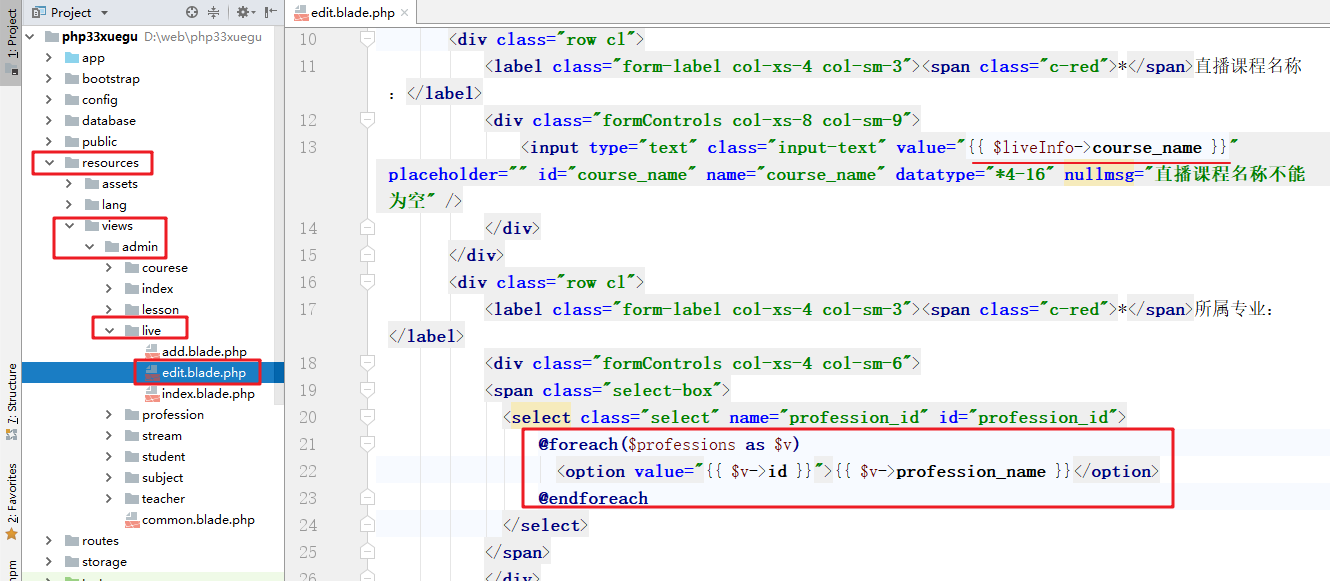 1: Project
Project
php33xuegu D:\web\php33xuegu
app
bootstrap
config
database
public
resources
assets
lang
views
admin
courese
index
lesson
live
add.blade.php
edit.blade.php
index.blade.php
profession
stream
student
subject
teacher
common.blade.php
routes
storage
7: Structure
2: Favorites
npm
edit.blade.php
10 <div class="row cl">
11 <label class="form-label col-xs-4 col-sm-3"><span class="c-red">*</span>直播课程名称
：</label>
12 <div class="formControls col-xs-8 col-sm-9">
13 <input type="text" class="input-text" value="{{ $liveInfo->course_name }}"
placeholder="" id="course_name" name="course_name" datatype="*4-16" nullmsg="直播课程名称不能
为空" />
14 </div>
15 </div>
16 <div class="row cl">
17 <label class="form-label col-xs-4 col-sm-3"><span class="c-red">*</span>所属专业：
</label>
18 <div class="formControls col-xs-4 col-sm-6">
19 <span class="select-box">
20 <select class="select" name="profession_id" id="profession_id">
21 @foreach($professions as $v)
22 <option value="{{ $v->id }}">{{ $v->profession_name }}</option>
23 @endforeach
24 </select>
25 </span>
26 </div>